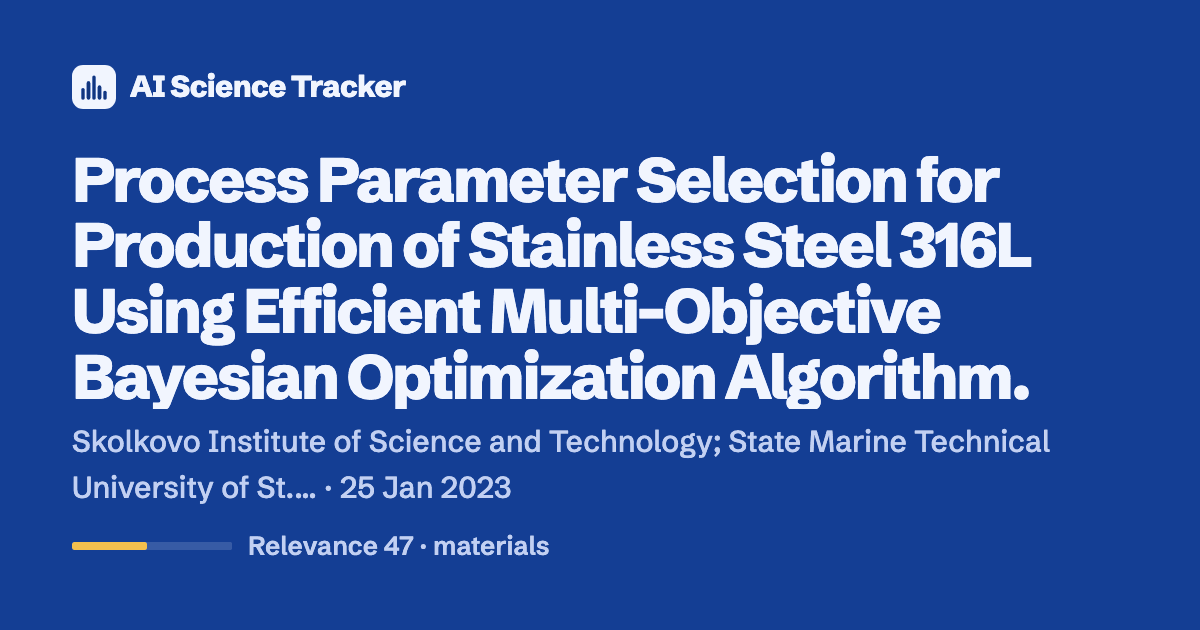 AI Science Tracker
Process Parameter Selection for
Production of Stainless Steel 316L
Using Efficient Multi-Objective
Bayesian Optimization Algorithm.
Skolkovo Institute of Science and Technology; State Marine Technical
University of St.… · 25 Jan 2023
Relevance 47 · materials